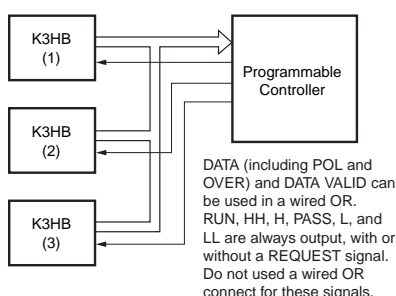 K3HB
(1)
Programmable
Controller
K3HB
(2)
K3HB
(3)
DATA (including POL and
OVER) and DATA VALID can
be used in a wired OR.
RUN, HH, H, PASS, L, and
LL are always output, with or
without a REQUEST signal.
Do not used a wired OR
connect for these signals.